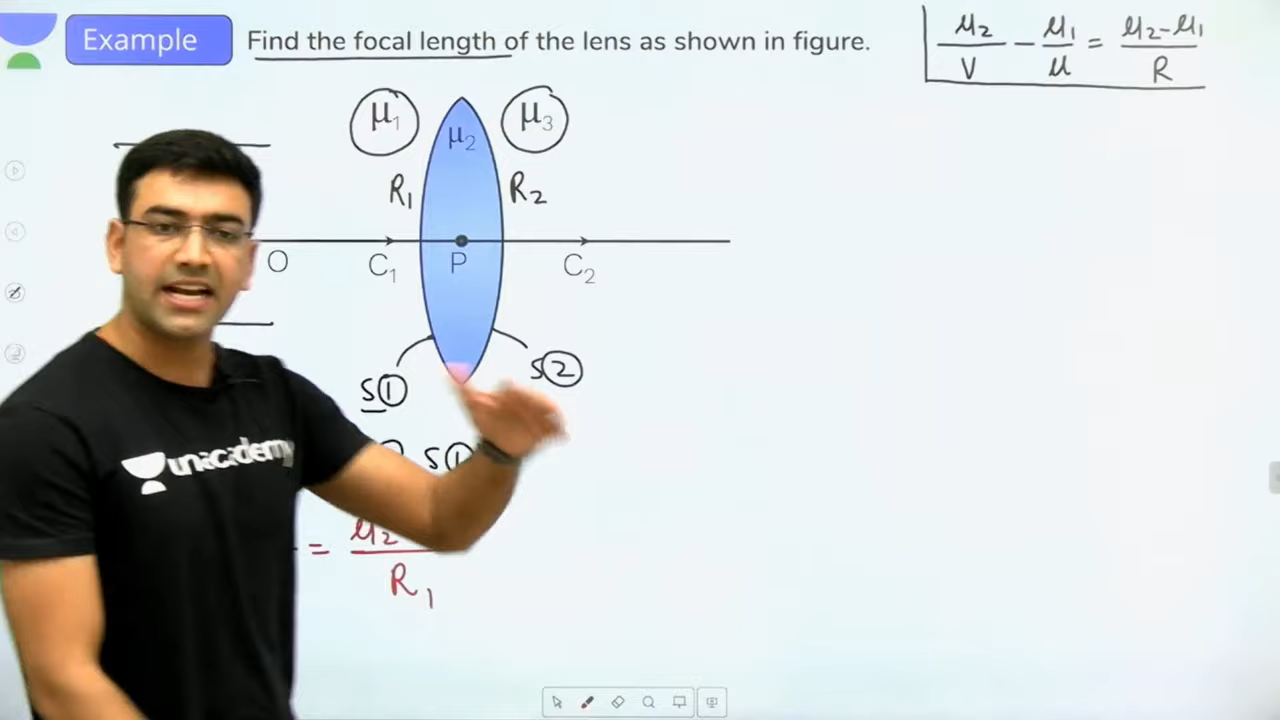 Example
Find the focal length of the lens as shown in figure.
μ₂/V - μ₁/u = μ₂-μ₁/R
μ₁
μ₂
μ₃
R₁
R₂
O
C₁
P
C₂
S①
S②
S①
unacademy
= μ₂
R₁